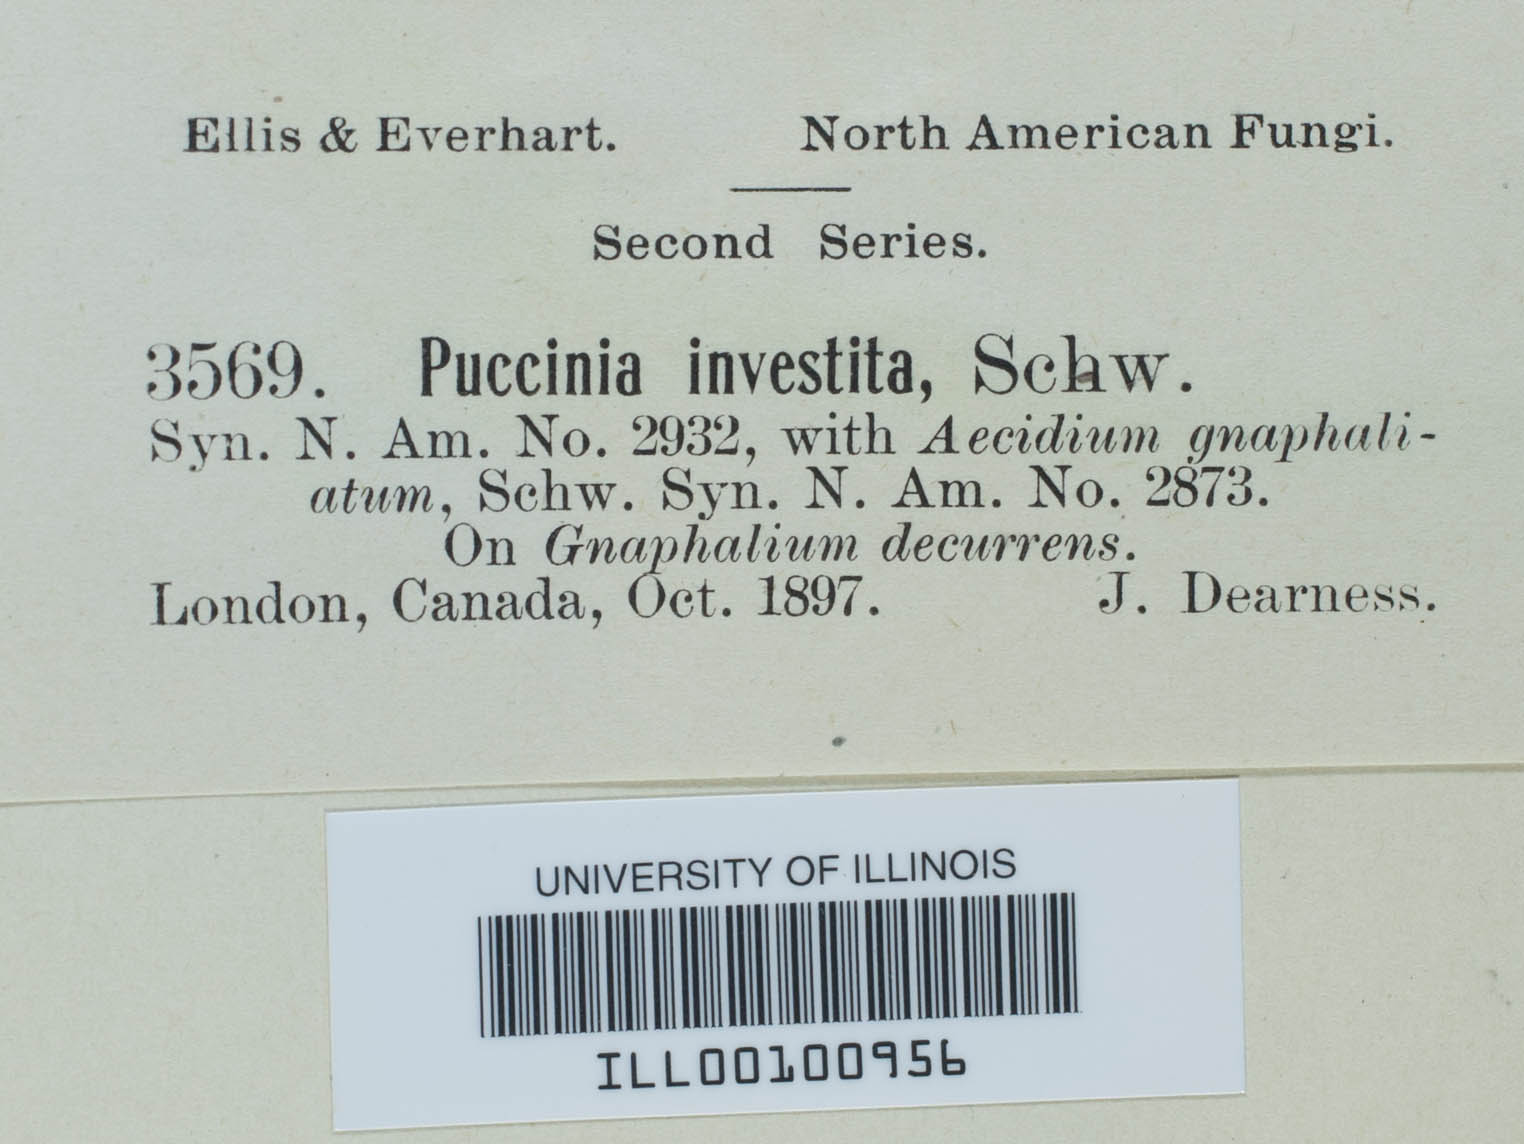 Ellis & Everhart. North American Fungi.
Second Series.
3569. Puccinia investita, Schw.
Syn. N. Am. No. 2932, with Aecidium gnaphali-
atum, Schw. Syn. N. Am. No. 2873.
On Gnaphalium decurrens.
London, Canada, Oct. 1897. J. Dearness.
UNIVERSITY OF ILLINOIS
ILL00100956